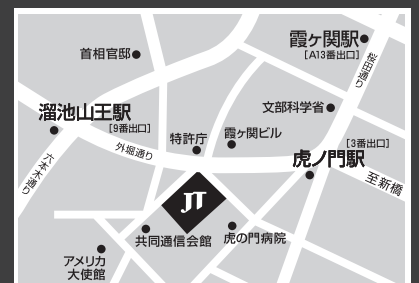 霞ヶ関駅
[A13番出口]
首相官邸
桜田通り
文部科学省
溜池山王駅
[9番出口]
特許庁
霞ヶ関ビル
[3番出口]
外堀通り
虎ノ門駅
六本木通り
至新橋
JT
共同通信会館
虎の門病院
アメリカ
大使館